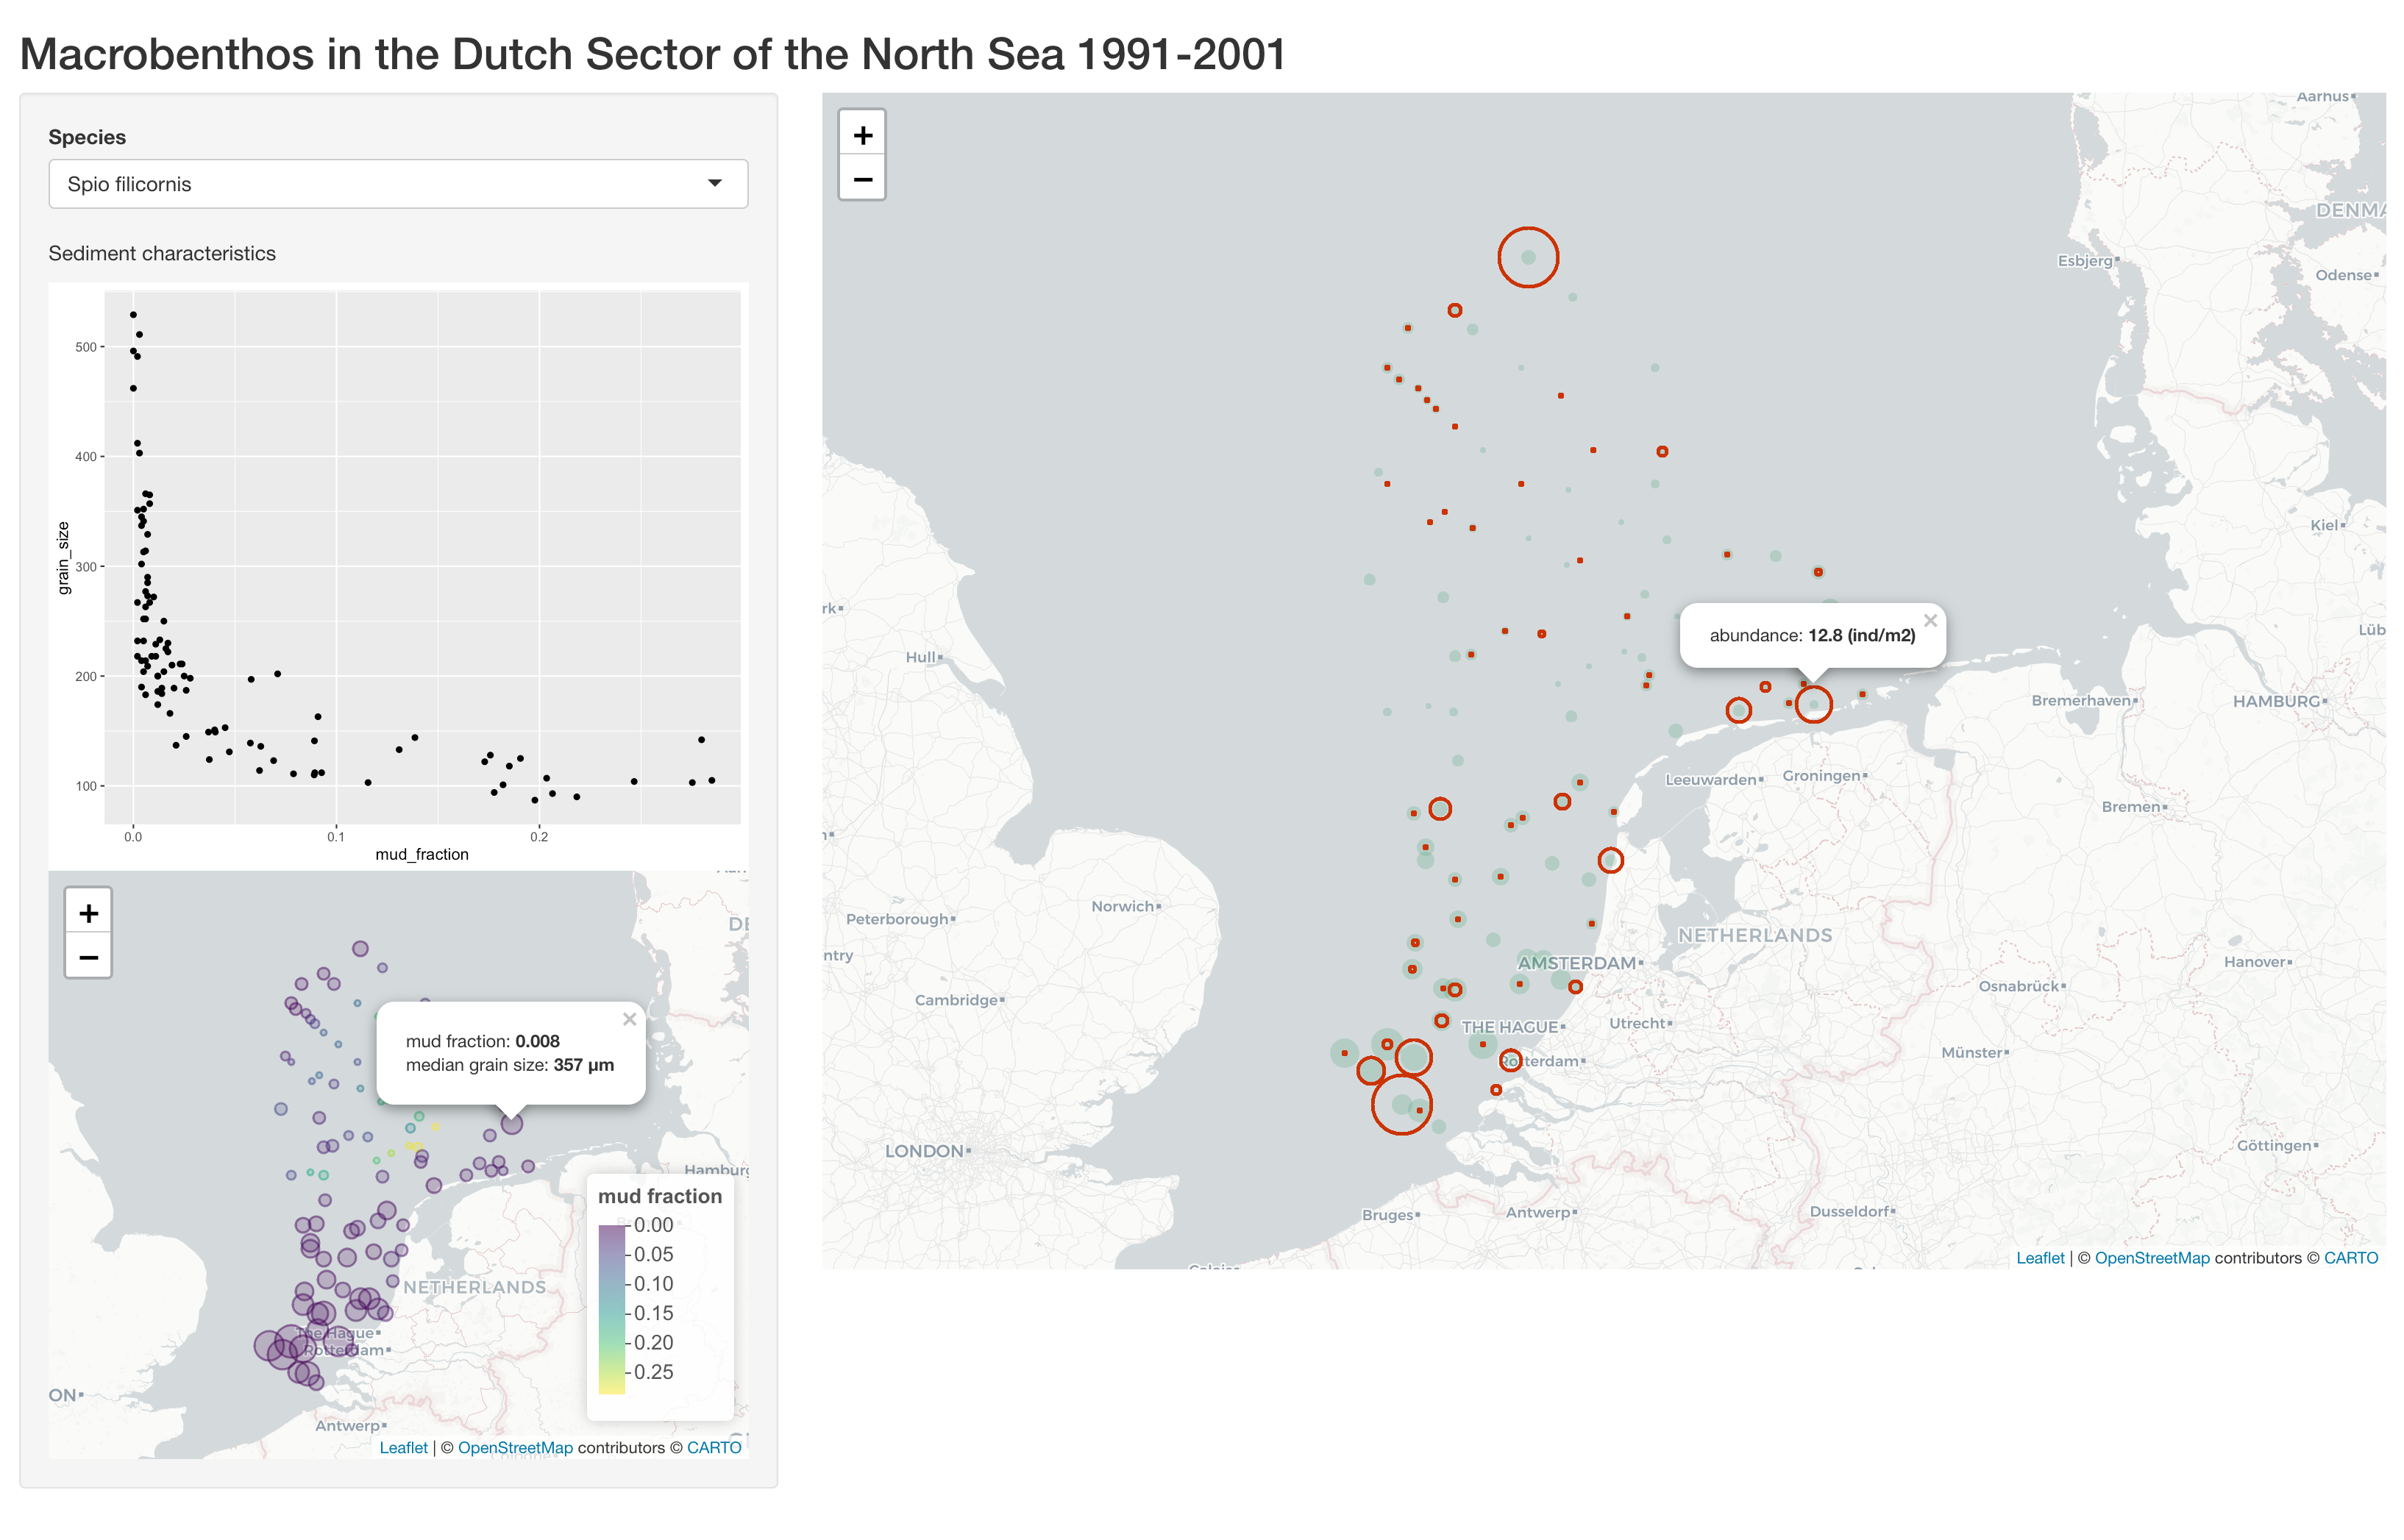 Macrobenthos in the Dutch Sector of the North Sea 1991-2001
Species
Spio filicornis
Sediment characteristics
500
400
300
200
100
grain_size
0.0
0.1
0.2
mud_fraction
+
−
mud fraction: 0.008
median grain size: 357 µm
×
Hamburg
mud fraction
0.00
0.05
0.10
0.15
0.20
0.25
NETHERLANDS
The Hague
Rotterdam
ON
Antwerp
Leaflet | © OpenStreetMap contributors © CARTO
+
−
Aarhus
DENMA
Esbjerg
Odense
Kiel
rk
Lüb
Hull
abundance: 12.8 (ind/m2)
×
Bremerhaven
HAMBURG
Leeuwarden
Groningen
Bremen
Norwich
Peterborough
NETHERLANDS
ntry
AMSTERDAM
Hanover
Osnabrück
Cambridge
THE HAGUE
Utrecht
Rotterdam
Münster
LONDON
Göttingen
Bruges
Antwerp
Dusseldorf
Leaflet | © OpenStreetMap contributors © CARTO